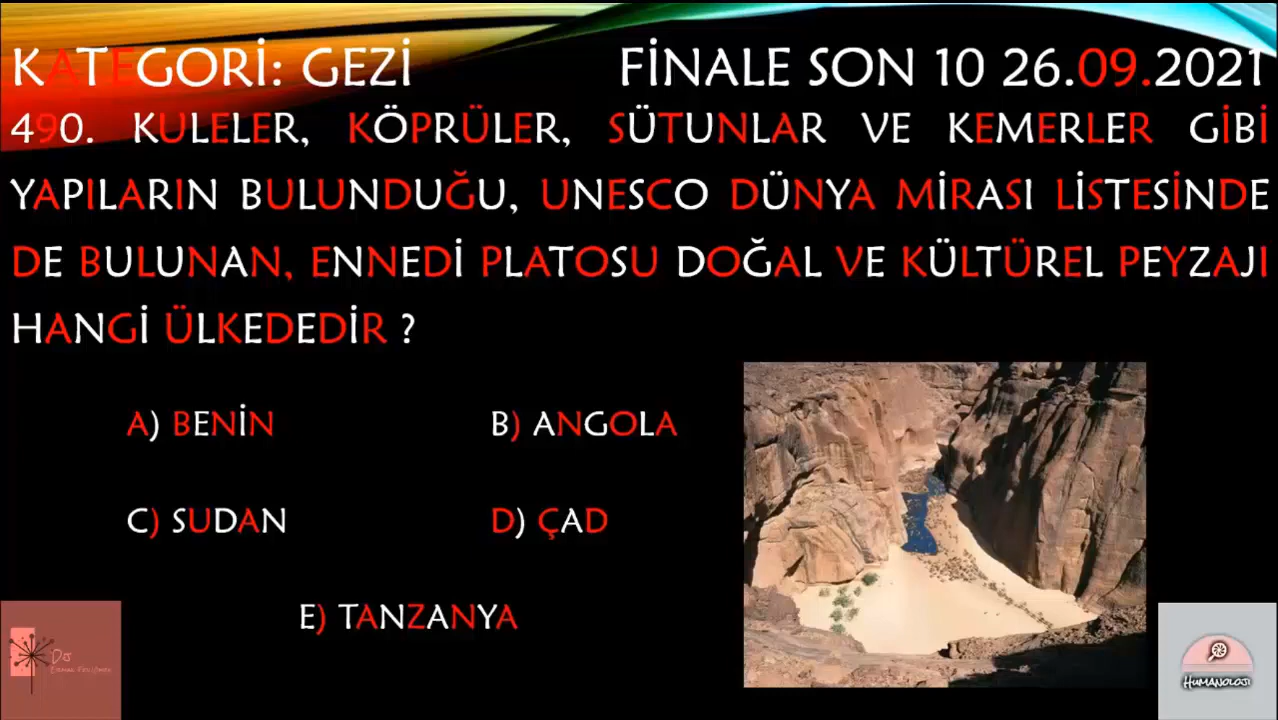 KATEGORİ: GEZİ FİNALE SON 10 26.09.2021
490. KULELER, KÖPRÜLER, SÜTUNLAR VE KEMERLER GİBİ
YAPILARIN BULUNDUĞU, UNESCO DÜNYA MİRASI LİSTESİNDE
DE BULUNAN, ENNEDİ PLATOSU DOĞAL VE KÜLTÜREL PEYZAJI
HANGİ ÜLKEDEDİR ?
A) BENİN B) ANGOLA
C) SUDAN D) ÇAD
E) TANZANYA
HUMANOLOJI